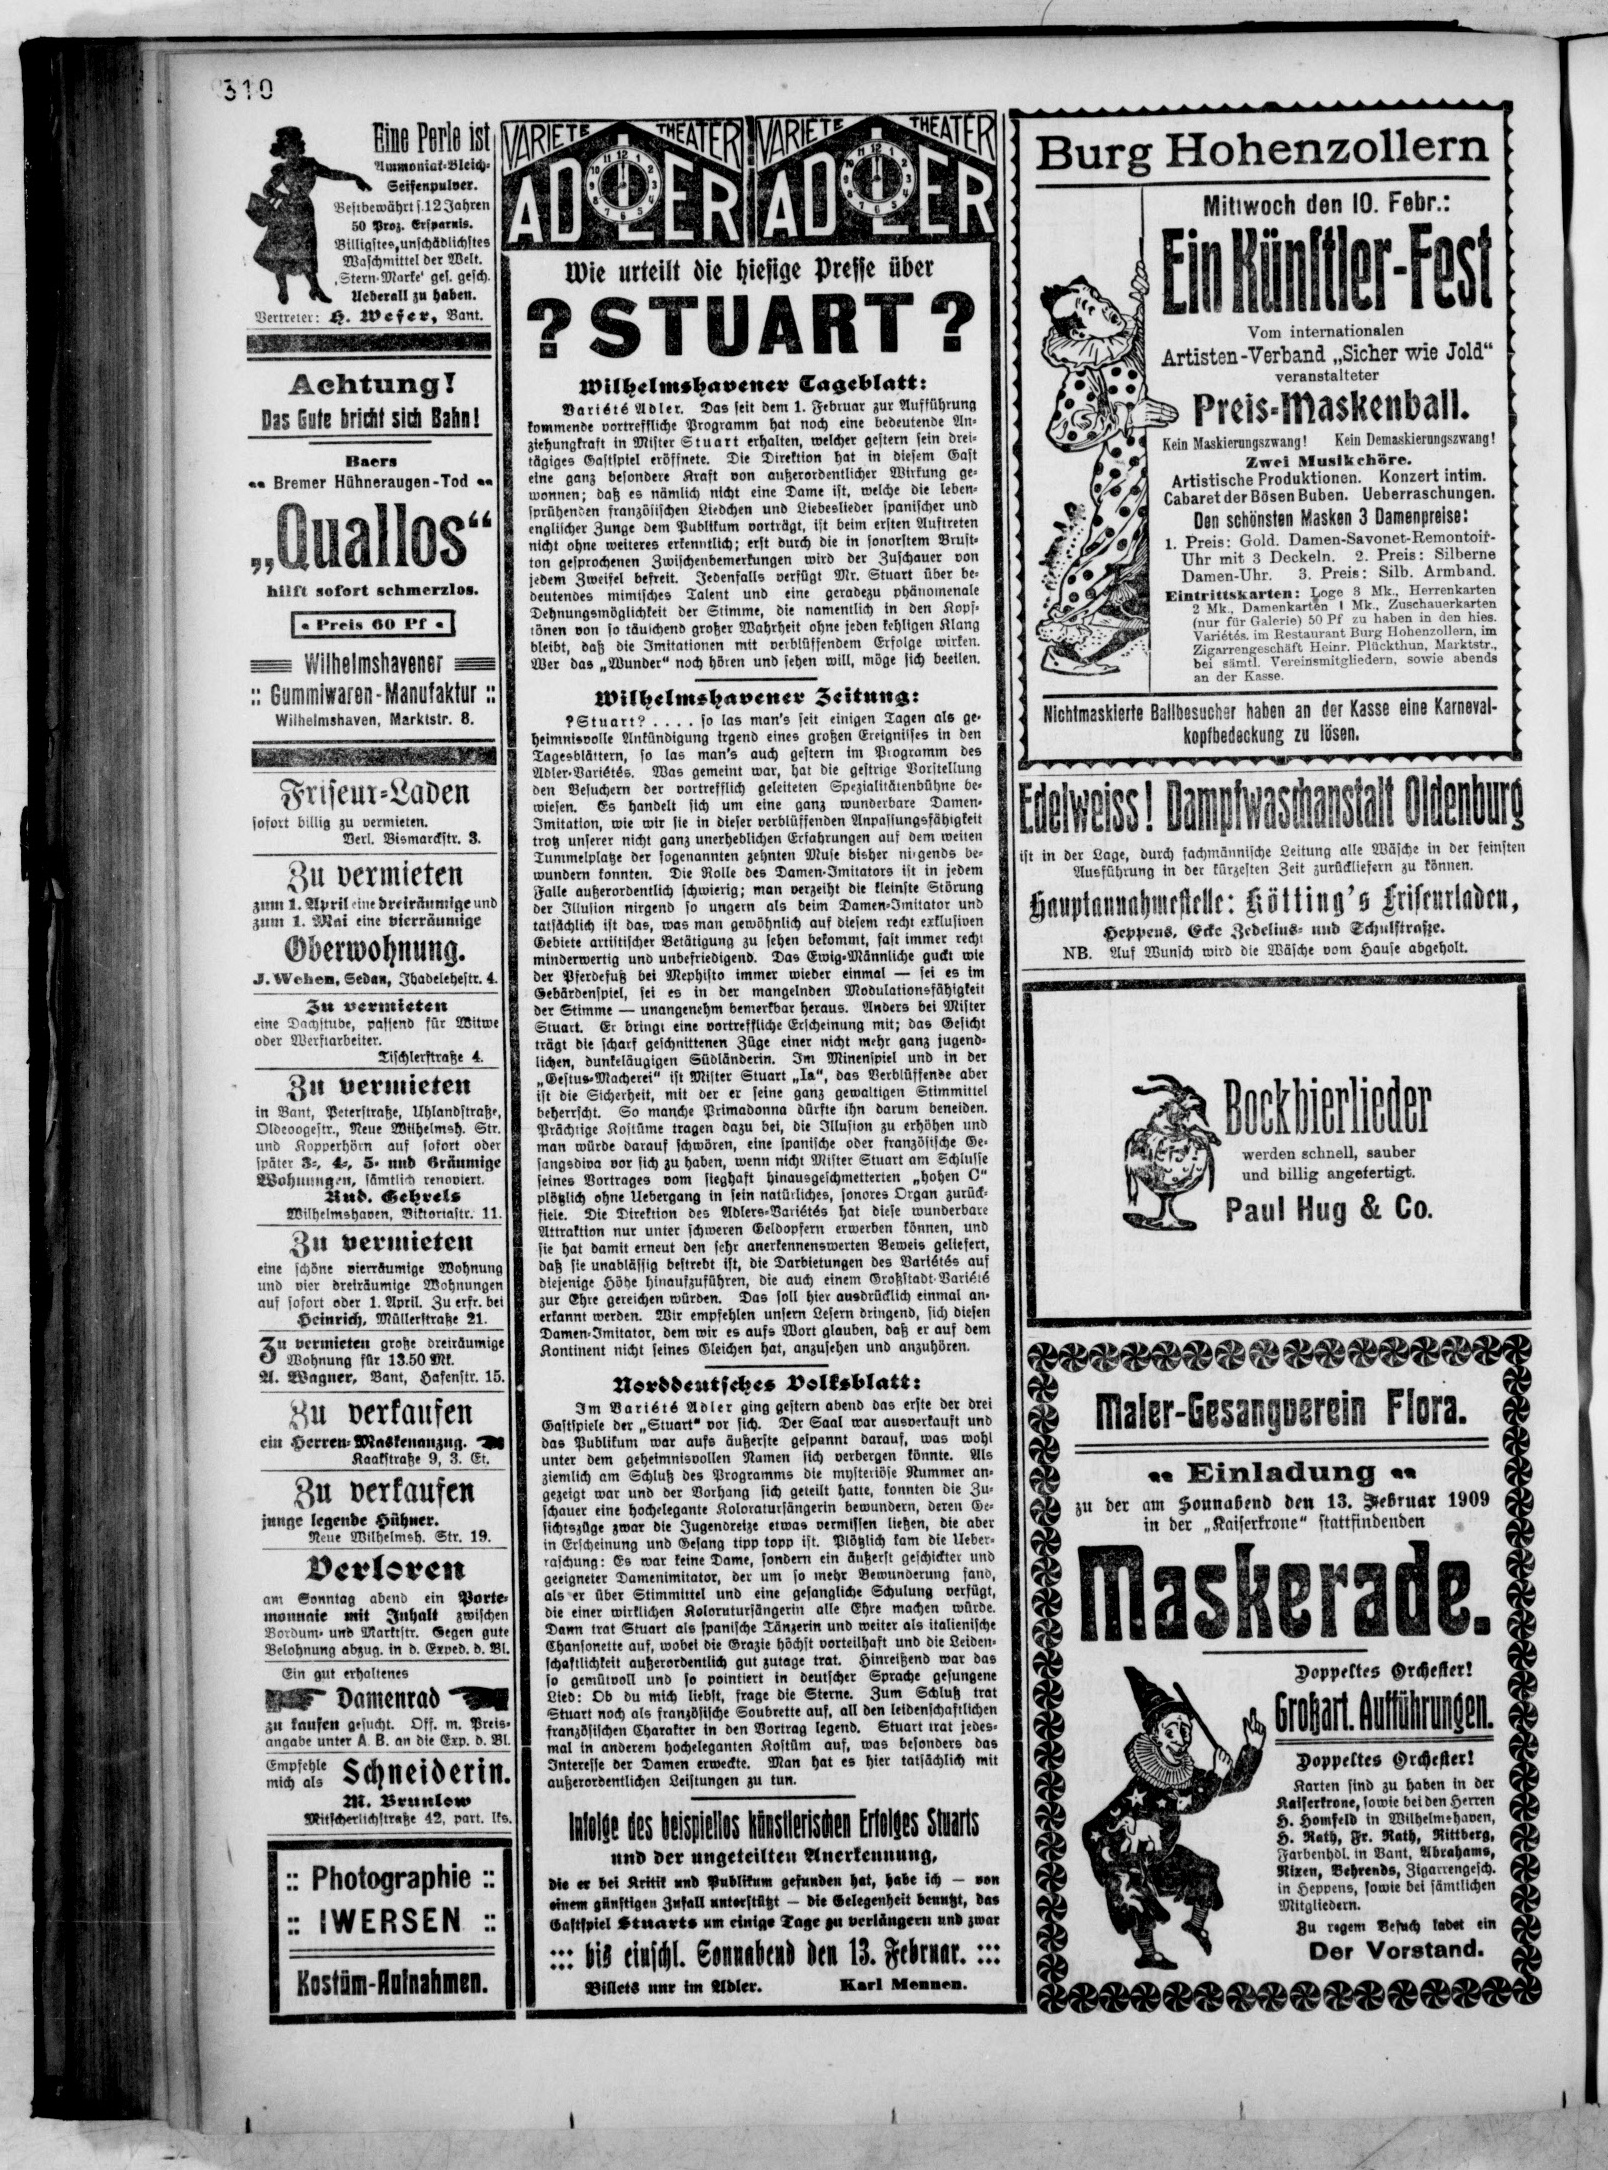 310
Eine Perle ist
Ammoniak-Bleich-
Seifenpulver.
Bestbewährt s. 12 Jahren
50 Proz. Ersparnis.
Billigstes, unschädlichstes
Waschmittel der Welt.
‚Stern-Marke' ges. gesch.
Ueberall zu haben.
Vertreter: H. Wefer, Bant.
Achtung!
Das Gute bricht sich Bahn!
Baers
Bremer Hühneraugen-Tod
„Quallos“
hilft sofort schmerzlos.
Preis 60 Pf
Wilhelmshavener
:: Gummiwaren-Manufaktur ::
Wilhelmshaven, Marktstr. 8.
Friseur-Laden
sofort billig zu vermieten.
Verl. Bismarckstr. 3.
Zu vermieten
zum 1. April eine dreiräumige und
zum 1. Mai eine vierräumige
Oberwohnung.
J. Wehen, Sedan, Ihadelehestr. 4.
Zu vermieten
eine Dachstube, passend für Witwe
oder Werftarbeiter.
Tischlerstraße 4.
Zu vermieten
in Bant, Peterstraße, Uhlandstraße,
Oldeoogestr., Neue Wilhelmsh. Str.
und Kopperhörn auf sofort oder
später 3-, 4-, 5- und 6räumige
Wohnungen, sämtlich renoviert.
Rud. Gehrels
Wilhelmshaven, Viktoriastr. 11.
Zu vermieten
eine schöne vierräumige Wohnung
und vier dreiräumige Wohnungen
auf sofort oder 1. April. Zu erfr. bei
Heinrich, Müllerstraße 21.
Zu vermieten große dreiräumige
Wohnung für 13.50 Mk.
A. Wagner, Bant, Hafenstr. 15.
Zu verkaufen
ein Herren-Maskenanzug.
Kaakstraße 9, 3. Et.
Zu verkaufen
junge legende Hühner.
Neue Wilhelmsh. Str. 19.
Verloren
am Sonntag abend ein Porte-
monnaie mit Inhalt zwischen
Bordum- und Marktstr. Gegen gute
Belohnung abzug. in d. Exped. d. Bl.
Ein gut erhaltenes
Damenrad
zu kaufen gesucht. Off. m. Preis-
angabe unter A. B. an die Exp. d. Bl.
Empfehle
mich als Schneiderin.
M. Brunlow
Mitscherlichstraße 42, part. lks.
:: Photographie ::
:: IWERSEN ::
Kostüm-Aufnahmen.
VARIETE THEATER VARIETE THEATER
ADLER ADLER
Wie urteilt die hiesige Presse über
? STUART ?
Wilhelmshavener Tageblatt:
Variété Adler. Das seit dem 1. Februar zur Aufführung
kommende vortreffliche Programm hat noch eine bedeutende An-
ziehungkraft in Mister Stuart erhalten, welcher gestern sein drei-
tägiges Gastspiel eröffnete. Die Direktion hat in diesem Gast
eine ganz besondere Kraft von außerordentlicher Wirkung ge-
wonnen; daß es nämlich nicht eine Dame ist, welche die leben-
sprühenden französischen Liedchen und Liebeslieder spanischer und
englischer Zunge dem Publikum vorträgt, ist beim ersten Auftreten
nicht ohne weiteres erkenntlich; erst durch die in sonorstem Brust-
ton gesprochenen Zwischenbemerkungen wird der Zuschauer von
jedem Zweifel befreit. Jedenfalls verfügt Mr. Stuart über be-
deutendes mimisches Talent und eine geradezu phänomenale
Dehnungsmöglichkeit der Stimme, die namentlich in den Kopf-
tönen von so täuschend großer Wahrheit ohne jeden kehligen Klang
bleibt, daß die Imitationen mit verblüffendem Erfolge wirken.
Wer das „Wunder“ noch hören und sehen will, möge sich beeilen.
Wilhelmshavener Zeitung:
? Stuart? . . . . so las man's seit einigen Tagen als ge-
heimnisvolle Ankündigung irgend eines großen Ereignisses in den
Tagesblättern, so las man's auch gestern im Programm des
Adler-Variétés. Was gemeint war, hat die gestrige Vorstellung
den Besuchern der vortrefflich geleiteten Spezialitätenbühne be-
wiesen. Es handelt sich um eine ganz wunderbare Damen-
Imitation, wie wir sie in dieser verblüffenden Anpassungsfähigkeit
trotz unserer nicht ganz unerheblichen Erfahrungen auf dem weiten
Tummelplatze der sogenannten zehnten Muse bisher nirgends be-
wundern konnten. Die Rolle des Damen-Imitators ist in jedem
Falle außerordentlich schwierig; man verzeiht die kleinste Störung
der Illusion nirgend so ungern als beim Damen-Imitator und
tatsächlich ist das, was man gewöhnlich auf diesem recht exklusiven
Gebiete artistischer Betätigung zu sehen bekommt, fast immer recht
minderwertig und unbefriedigend. Das Ewig-Männliche guckt wie
der Pferdefuß bei Mephisto immer wieder einmal — sei es im
Gebärdenspiel, sei es in der mangelnden Modulationsfähigkeit
der Stimme — unangenehm bemerkbar heraus. Anders bei Mister
Stuart. Er bringt eine vortreffliche Erscheinung mit; das Gesicht
trägt die scharf geschnittenen Züge einer nicht mehr ganz jugend-
lichen, dunkeläugigen Südländerin. Im Minenspiel und in der
„Gestus-Macherei“ ist Mister Stuart „Ia“, das Verblüffende aber
ist die Sicherheit, mit der er seine ganz gewaltigen Stimmittel
beherrscht. So manche Primadonna dürfte ihn darum beneiden.
Prächtige Kostüme tragen dazu bei, die Illusion zu erhöhen und
man würde darauf schwören, eine spanische oder französische Ge-
sangsdiva vor sich zu haben, wenn nicht Mister Stuart am Schlusse
seines Vortrages vom sieghaft hinausgeschmetterten „hohen C“
plötzlich ohne Uebergang in sein natürliches, sonores Organ zurück-
fiele. Die Direktion des Adlers-Variétés hat diese wunderbare
Attraktion nur unter schweren Geldopfern erwerben können, und
sie hat damit erneut den sehr anerkennenswerten Beweis geliefert,
daß sie unablässig bestrebt ist, die Darbietungen des Variétés auf
diejenige Höhe hinaufzuführen, die auch einem Großstadt-Variété
zur Ehre gereichen würden. Das soll hier ausdrücklich einmal an-
erkannt werden. Wir empfehlen unsern Lesern dringend, sich diesen
Damen-Imitator, dem wir es aufs Wort glauben, daß er auf dem
Kontinent nicht seines Gleichen hat, anzusehen und anzuhören.
Norddeutsches Volksblatt:
Im Variété Adler ging gestern abend das erste der drei
Gastspiele der „Stuart“ vor sich. Der Saal war ausverkauft und
das Publikum war aufs äußerste gespannt darauf, was wohl
unter dem geheimnisvollen Namen sich verbergen könnte. Als
ziemlich am Schluß des Programms die mysteriöse Nummer an-
gezeigt war und der Vorhang sich geteilt hatte, konnten die Zu-
schauer eine hochelegante Koloratursängerin bewundern, deren Ge-
sichtszüge zwar die Jugendreize etwas vermissen ließen, die aber
in Erscheinung und Gesang tipp topp ist. Plötzlich kam die Ueber-
raschung: Es war keine Dame, sondern ein äußerst geschickter und
geeigneter Damenimitator, der um so mehr Bewunderung fand,
als er über Stimmittel und eine gesangliche Schulung verfügt,
die einer wirklichen Koloratursängerin alle Ehre machen würde.
Dann trat Stuart als spanische Tänzerin und weiter als italienische
Chansonette auf, wobei die Grazie höchst vorteilhaft und die Leiden-
schaftlichkeit außerordentlich gut zutage trat. Hinreißend war das
so gemütvoll und so pointiert in deutscher Sprache gesungene
Lied: Ob du mich liebst, frage die Sterne. Zum Schluß trat
Stuart noch als französische Soubrette auf, all den leidenschaftlichen
französischen Charakter in den Vortrag legend. Stuart trat jedes-
mal in anderem hocheleganten Kostüm auf, was besonders das
Interesse der Damen erweckte. Man hat es hier tatsächlich mit
außerordentlichen Leistungen zu tun.
Infolge des beispiellos künstlerischen Erfolges Stuarts
und der ungeteilten Anerkennung,
die er bei Kritik und Publikum gefunden hat, habe ich — von
einem günstigen Zufall unterstützt — die Gelegenheit benutzt, das
Gastspiel Stuarts um einige Tage zu verlängern und zwar
::: bis einschl. Sonnabend den 13. Februar. :::
Billets nur im Adler. Karl Mennen.
Burg Hohenzollern
Mittwoch den 10. Febr.:
Ein Künstler-Fest
Vom internationalen
Artisten-Verband „Sicher wie Jold“
veranstalteter
Preis-Maskenball.
Kein Maskierungszwang! Kein Demaskierungszwang!
Zwei Musikchöre.
Artistische Produktionen. Konzert intim.
Cabaret der Bösen Buben. Ueberraschungen.
Den schönsten Masken 3 Damenpreise:
1. Preis: Gold. Damen-Savonet-Remontoir-
Uhr mit 3 Deckeln. 2. Preis: Silberne
Damen-Uhr. 3. Preis: Silb. Armband.
Eintrittskarten: Loge 3 Mk., Herrenkarten
2 Mk., Damenkarten 1 Mk., Zuschauerkarten
(nur für Galerie) 50 Pf zu haben in den hies.
Variétés, im Restaurant Burg Hohenzollern, im
Zigarrengeschäft Heinr. Plückthun, Marktstr.,
bei sämtl. Vereinsmitgliedern, sowie abends
an der Kasse.
Nichtmaskierte Ballbesucher haben an der Kasse eine Karneval-
kopfbedeckung zu lösen.
Edelweiss! Dampfwaschanstalt Oldenburg
ist in der Lage, durch fachmännische Leitung alle Wäsche in der feinsten
Ausführung in der kürzesten Zeit zurückliefern zu können.
Hauptannahmestelle: Kötting's Friseurladen,
Heppens, Ecke Zedelius- und Schulstraße.
NB. Auf Wunsch wird die Wäsche vom Hause abgeholt.
Bockbierlieder
werden schnell, sauber
und billig angefertigt.
Paul Hug & Co.
Maler-Gesangverein Flora.
Einladung
zu der am Sonnabend den 13. Februar 1909
in der „Kaiserkrone“ stattfindenden
Maskerade.
Doppeltes Orchester!
Großart. Aufführungen.
Doppeltes Orchester!
Karten sind zu haben in der
Kaiserkrone, sowie bei den Herren
H. Homfeld in Wilhelmshaven,
H. Rath, Fr. Rath, Rittberg,
Farbenhdl. in Bant, Abrahams,
Nixen, Behrends, Zigarrengesch.
in Heppens, sowie bei sämtlichen
Mitgliedern.
Zu regem Besuch ladet ein
Der Vorstand.